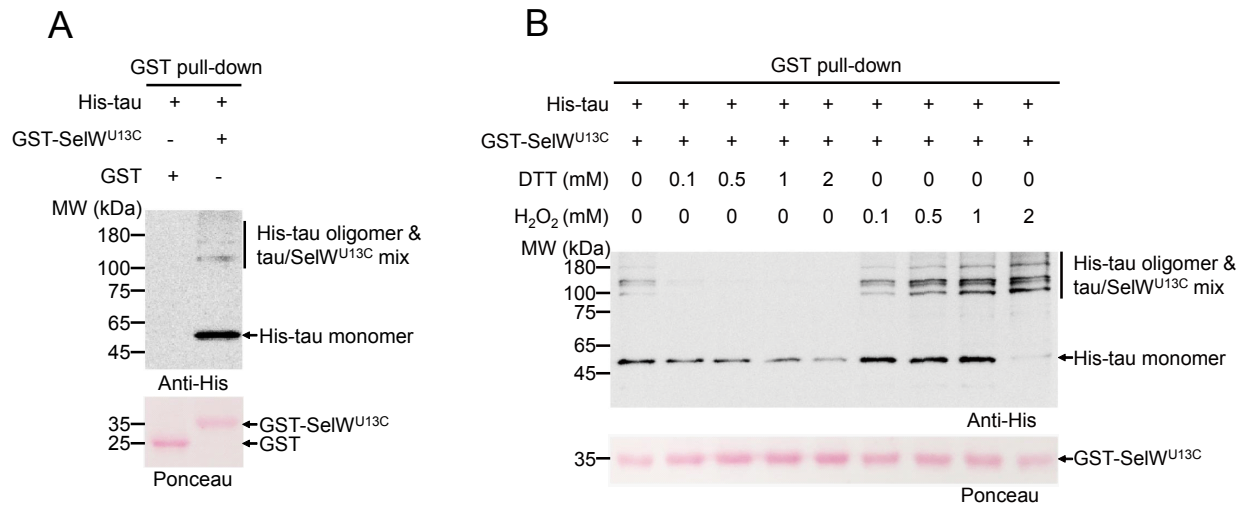 A
GST pull-down
His-tau + +
GST-SelW^U13C - +
GST + -
MW (kDa)
180
100
75
65
45
His-tau oligomer &
tau/SelW^U13C mix
His-tau monomer
Anti-His
35
25
GST-SelW^U13C
GST
Ponceau
B
GST pull-down
His-tau + + + + + + + + +
GST-SelW^U13C + + + + + + + + +
DTT (mM) 0 0.1 0.5 1 2 0 0 0 0
H₂O₂ (mM) 0 0 0 0 0 0.1 0.5 1 2
MW (kDa)
180
100
75
65
45
His-tau oligomer &
tau/SelW^U13C mix
His-tau monomer
Anti-His
35
GST-SelW^U13C
Ponceau